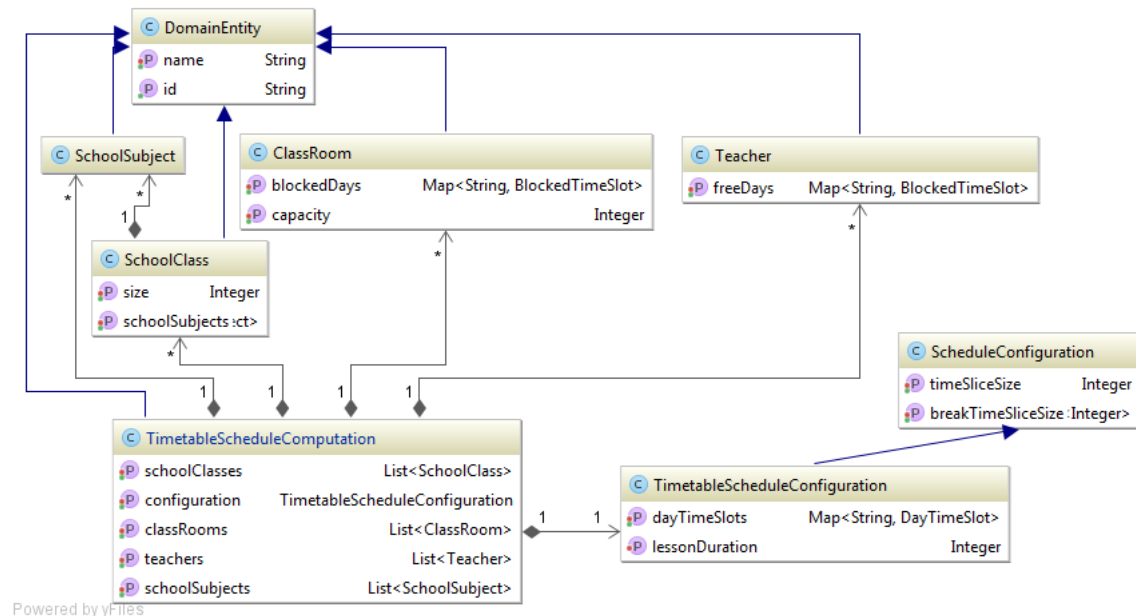 C DomainEntity
P name String
P id String
C SchoolSubject
C ClassRoom
P blockedDays Map<String, BlockedTimeSlot>
P capacity Integer
C Teacher
P freeDays Map<String, BlockedTimeSlot>
* *
1
*
*
C SchoolClass
P size Integer
P schoolSubjects :ct>
*
C ScheduleConfiguration
P timeSliceSize Integer
P breakTimeSliceSize :Integer>
1 1 1 1
C TimetableScheduleComputation
P schoolClasses List<SchoolClass>
P configuration TimetableScheduleConfiguration
P classRooms List<ClassRoom>
P teachers List<Teacher>
P schoolSubjects List<SchoolSubject>
1 1
C TimetableScheduleConfiguration
P dayTimeSlots Map<String, DayTimeSlot>
P lessonDuration Integer
Powered by yFiles